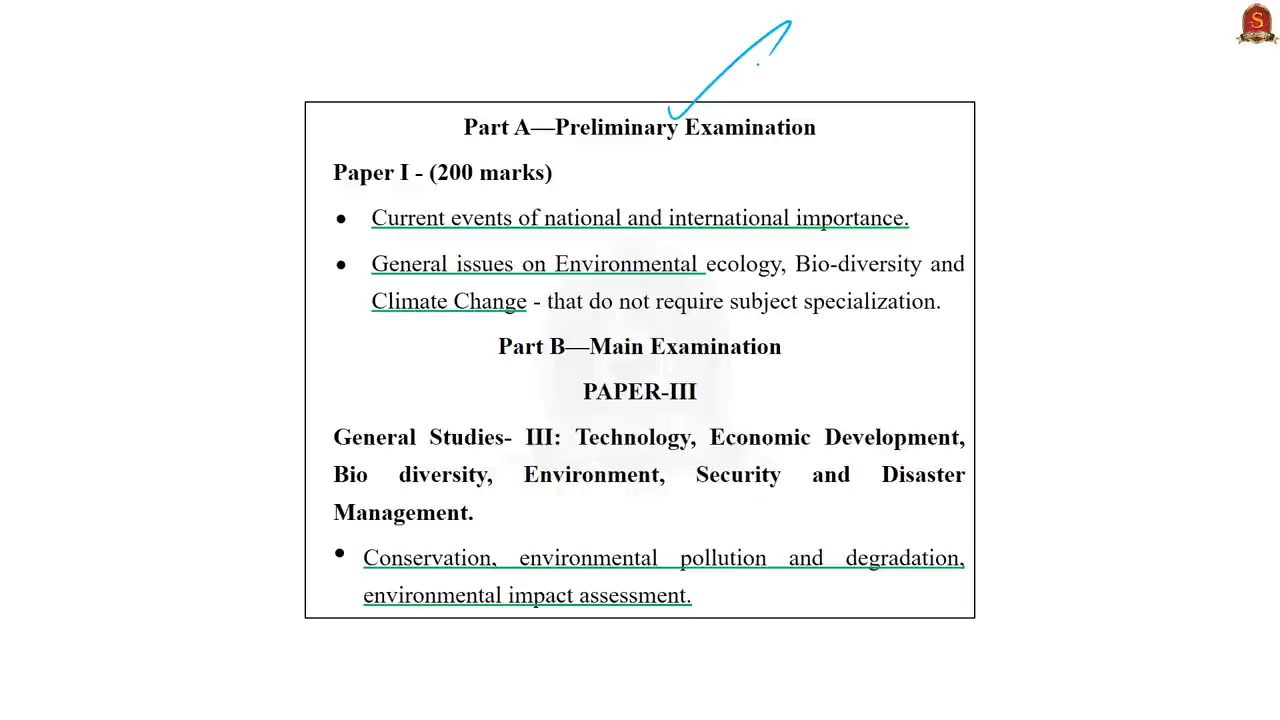 Part A—Preliminary Examination
Paper I - (200 marks)
• Current events of national and international importance.
• General issues on Environmental ecology, Bio-diversity and
Climate Change - that do not require subject specialization.
Part B—Main Examination
PAPER-III
General Studies- III: Technology, Economic Development,
Bio diversity, Environment, Security and Disaster
Management.
• Conservation, environmental pollution and degradation,
environmental impact assessment.
S